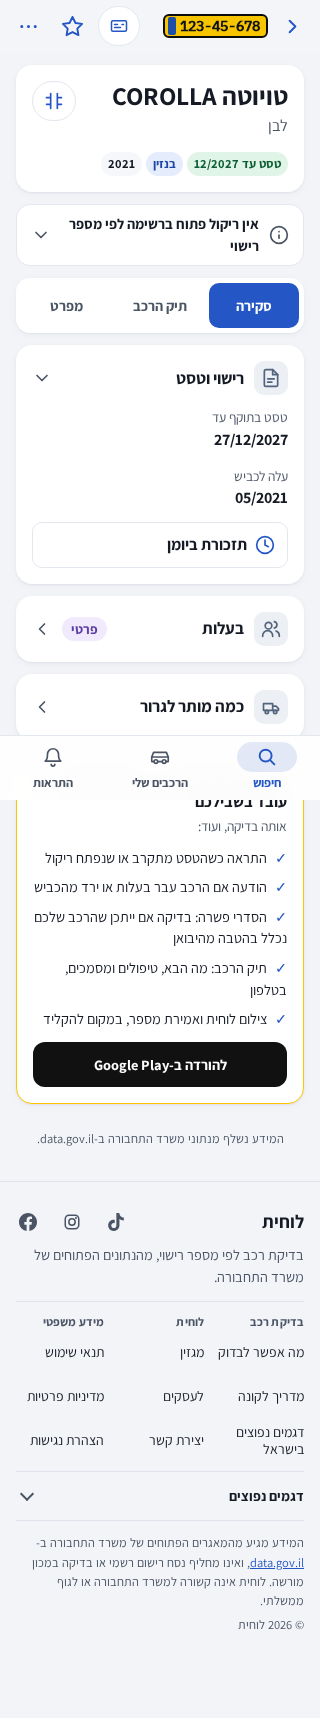 123-45-678
טויוטה COROLLA
לבן
טסט עד 12/2027
בנזין
2021
אין ריקול פתוח ברשימה לפי מספר
רישוי
סקירה
תיק הרכב
מפרט
רישוי וטסט
טסט בתוקף עד
27/12/2027
עלה לכביש
05/2021
תזכורת ביומן
בעלות
פרטי
כמה מותר לגרור
חיפוש
הרכבים שלי
התראות
עובד בשבילכם
אותה בדיקה, ועוד:
✓ התראה כשהטסט מתקרב או שנפתח ריקול
✓ הודעה אם הרכב עבר בעלות או ירד מהכביש
✓ הסדרי פשרה: בדיקה אם ייתכן שהרכב שלכם
נכלל בהטבה מהיבואן
✓ תיק הרכב: מה הבא, טיפולים ומסמכים,
בטלפון
✓ צילום לוחית ואמירת מספר, במקום להקליד
להורדה ב-Google Play
המידע נשלף מנתוני משרד התחבורה ב-data.gov.il.
לוחית
בדיקת רכב לפי מספר רישוי, מהנתונים הפתוחים של
משרד התחבורה.
בדיקת רכב
לוחית
מידע משפטי
מה אפשר לבדוק
מגזין
תנאי שימוש
מדריך לקונה
לעסקים
מדיניות פרטיות
דגמים נפוצים
בישראל
יצירת קשר
הצהרת נגישות
דגמים נפוצים
המידע מגיע מהמאגרים הפתוחים של משרד התחבורה ב-
data.gov.il, ואינו מחליף נסח רישום רשמי או בדיקה במכון
מורשה. לוחית אינה קשורה למשרד התחבורה או לגוף
ממשלתי.
© 2026 לוחית